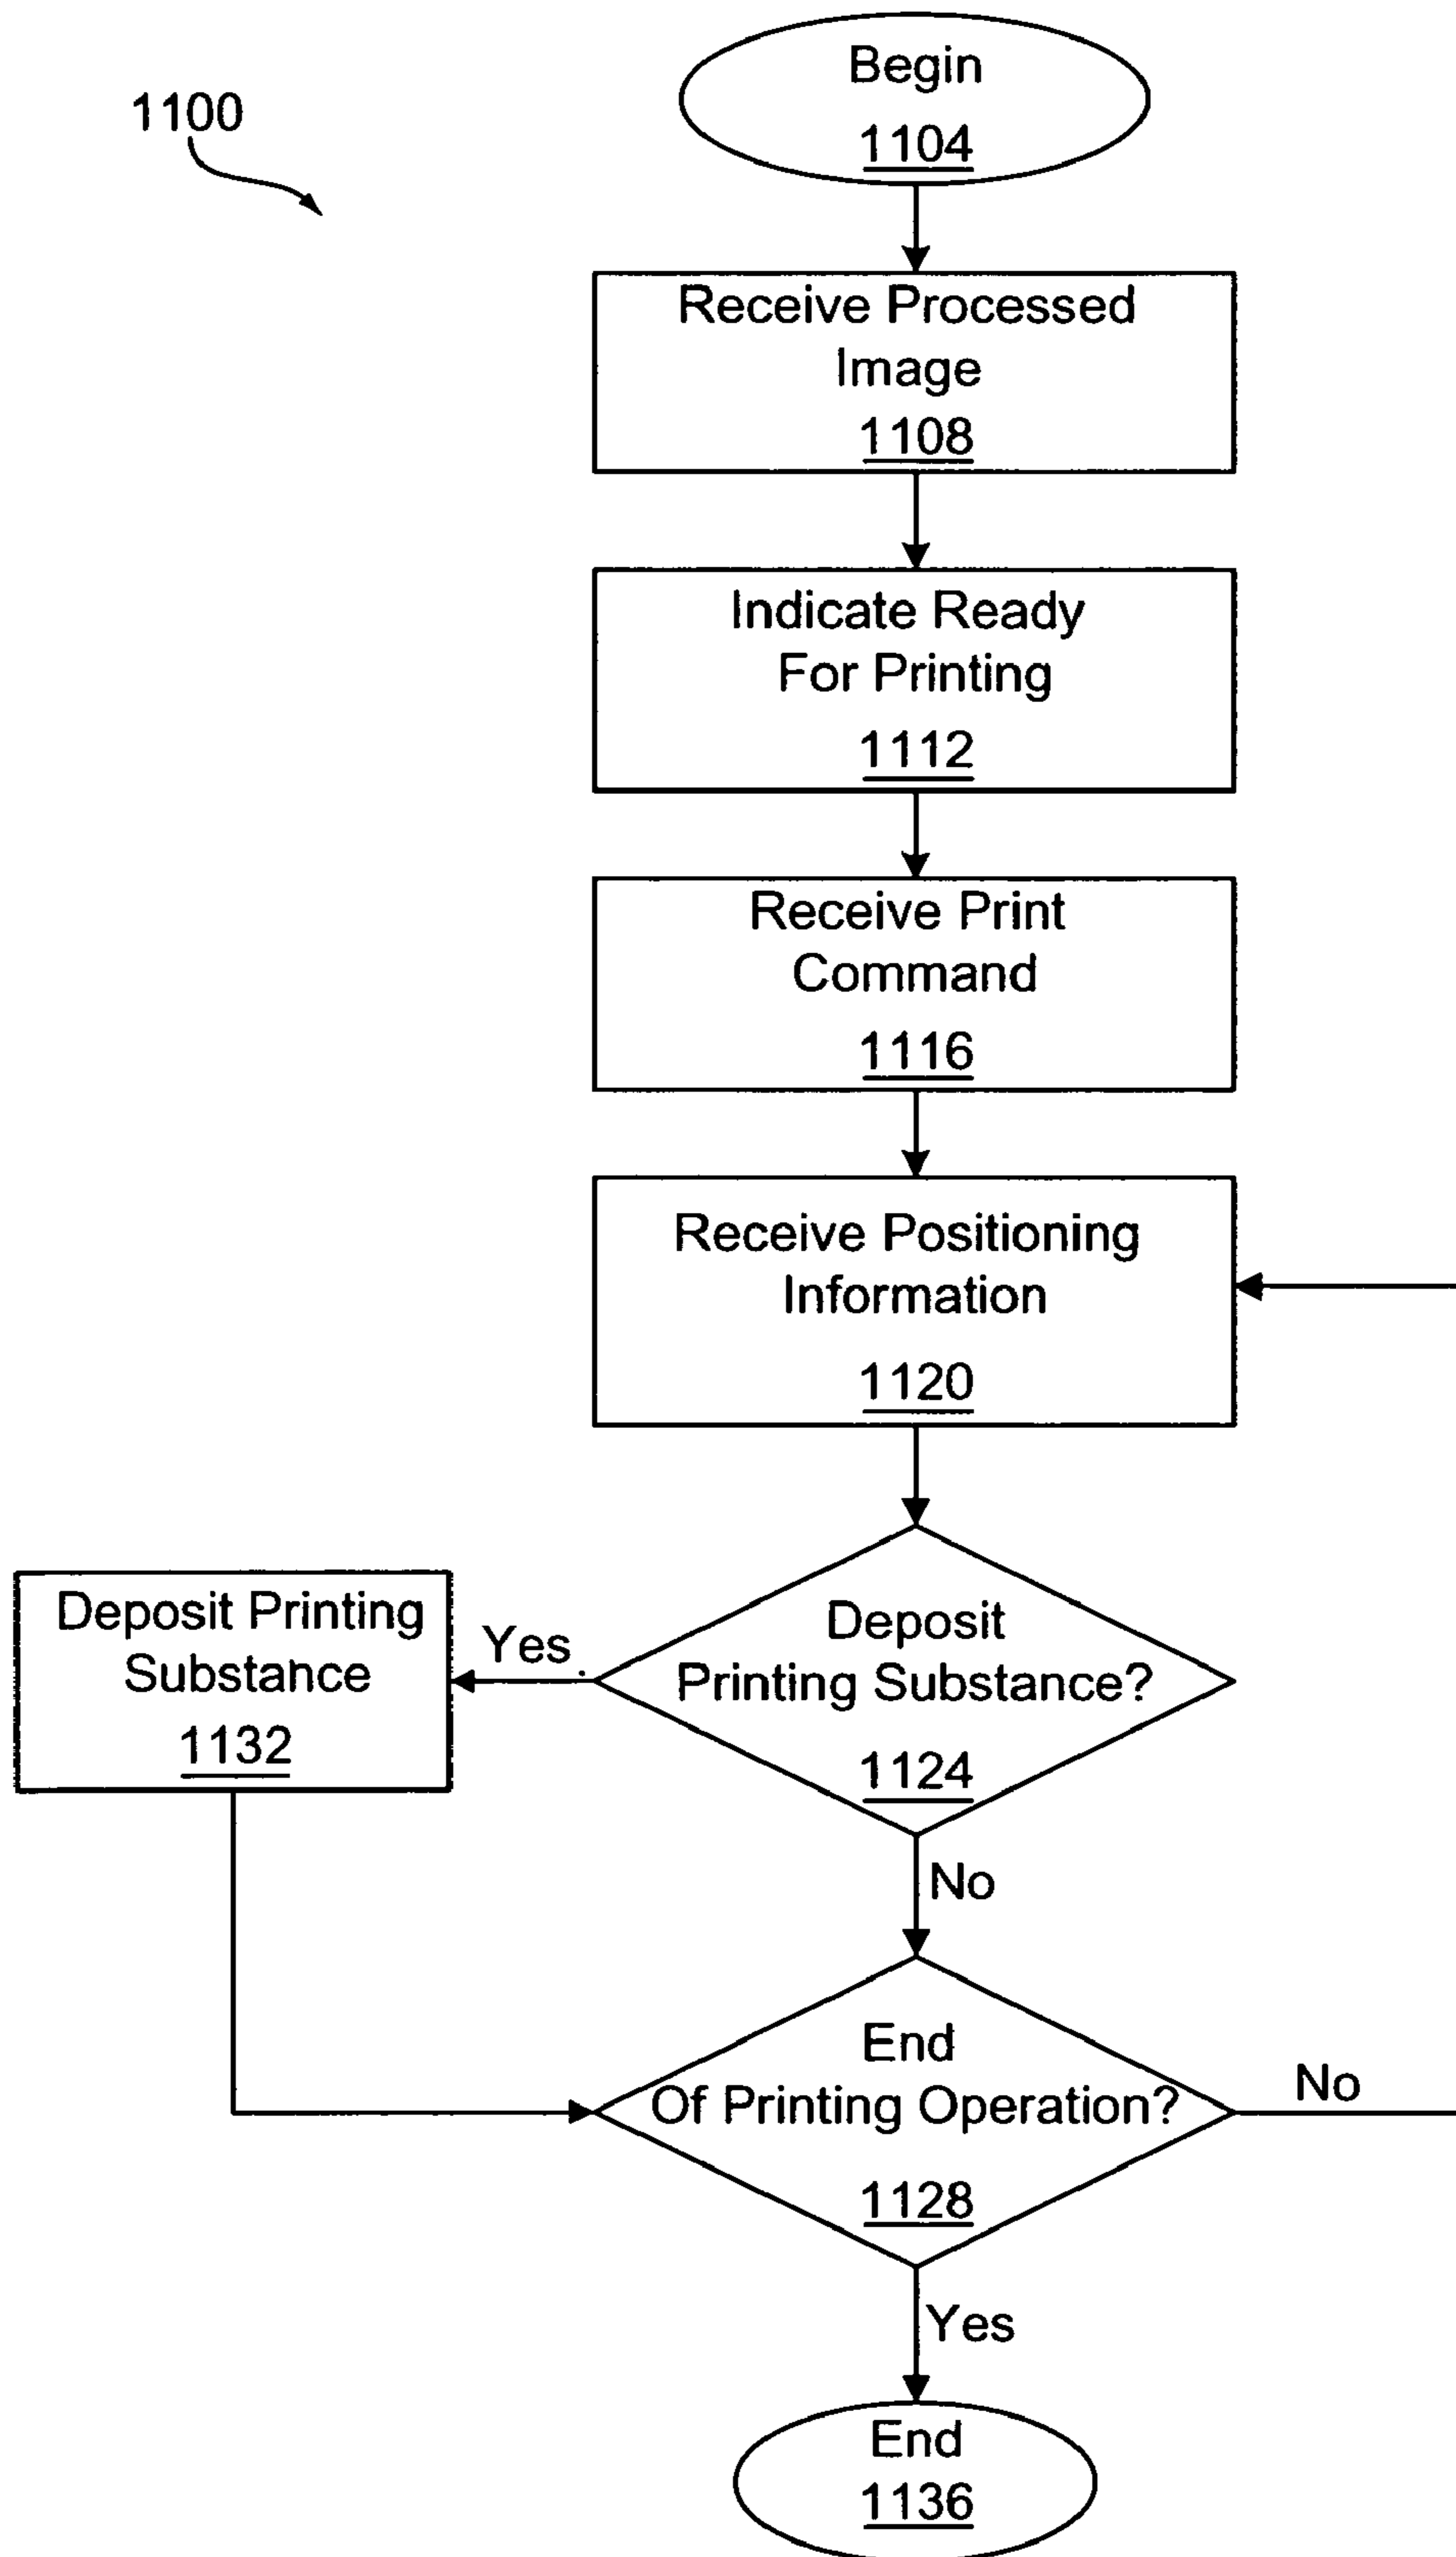 1100
Begin
1104
Receive Processed
Image
1108
Indicate Ready
For Printing
1112
Receive Print
Command
1116
Receive Positioning
Information
1120
Deposit Printing
Substance
1132
Yes
Deposit
Printing Substance?
1124
No
End
Of Printing Operation?
1128
No
Yes
End
1136